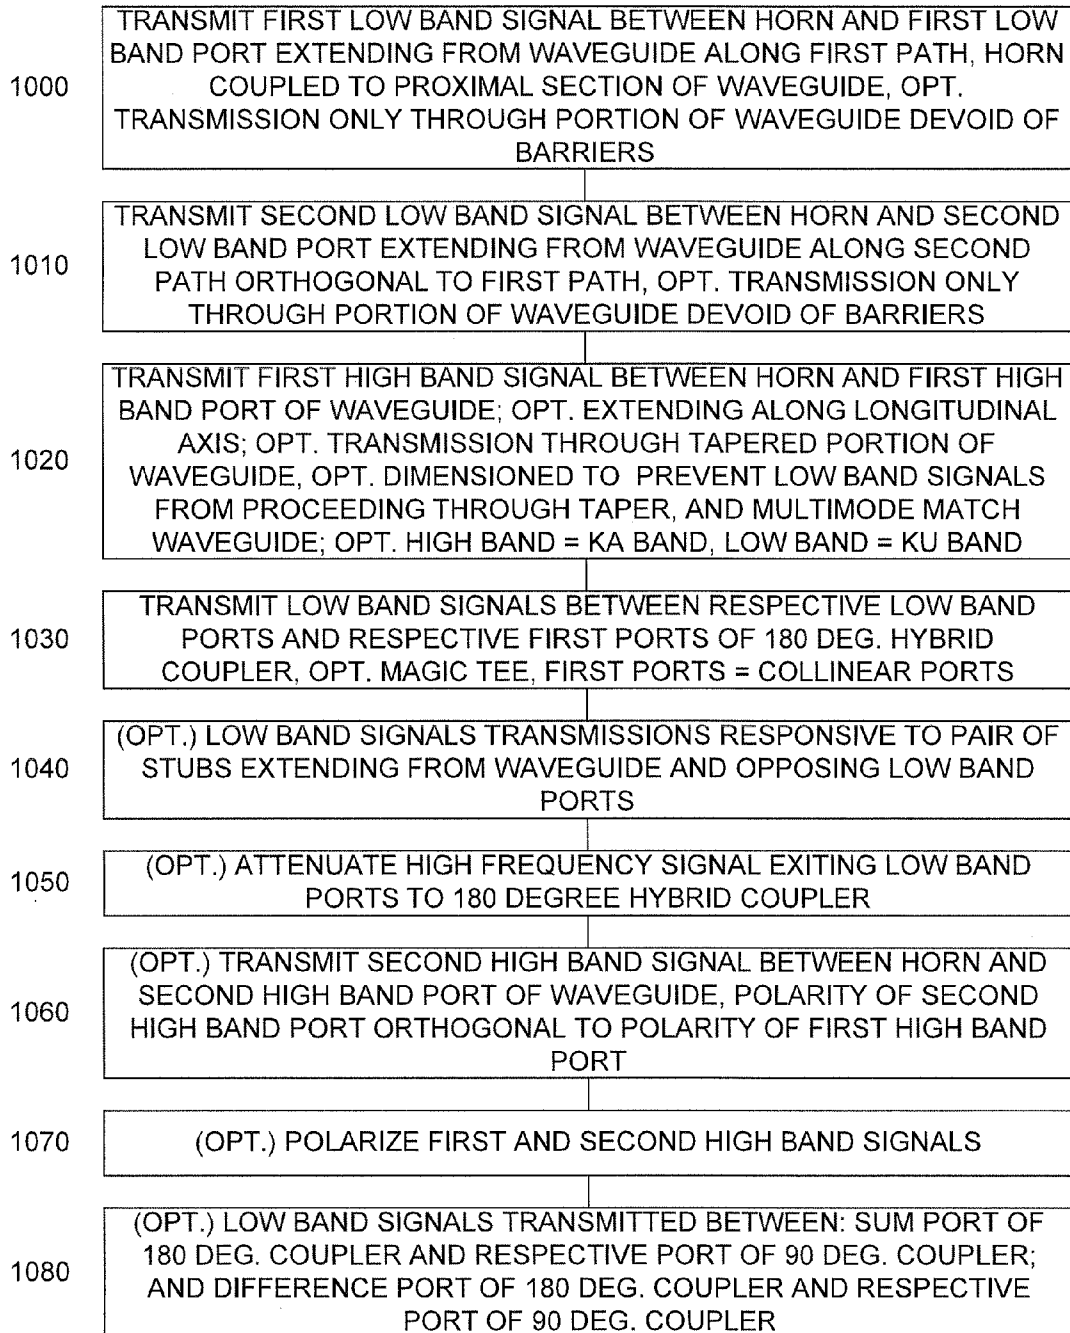 TRANSMIT FIRST LOW BAND SIGNAL BETWEEN HORN AND FIRST LOW
BAND PORT EXTENDING FROM WAVEGUIDE ALONG FIRST PATH, HORN
1000
COUPLED TO PROXIMAL SECTION OF WAVEGUIDE, OPT.
TRANSMISSION ONLY THROUGH PORTION OF WAVEGUIDE DEVOID OF
BARRIERS
TRANSMIT SECOND LOW BAND SIGNAL BETWEEN HORN AND SECOND
1010
LOW BAND PORT EXTENDING FROM WAVEGUIDE ALONG SECOND
PATH ORTHOGONAL TO FIRST PATH, OPT. TRANSMISSION ONLY
THROUGH PORTION OF WAVEGUIDE DEVOID OF BARRIERS
TRANSMIT FIRST HIGH BAND SIGNAL BETWEEN HORN AND FIRST HIGH
BAND PORT OF WAVEGUIDE; OPT. EXTENDING ALONG LONGITUDINAL
1020
AXIS; OPT. TRANSMISSION THROUGH TAPERED PORTION OF
WAVEGUIDE, OPT. DIMENSIONED TO PREVENT LOW BAND SIGNALS
FROM PROCEEDING THROUGH TAPER, AND MULTIMODE MATCH
WAVEGUIDE; OPT. HIGH BAND = KA BAND, LOW BAND = KU BAND
TRANSMIT LOW BAND SIGNALS BETWEEN RESPECTIVE LOW BAND
1030
PORTS AND RESPECTIVE FIRST PORTS OF 180 DEG. HYBRID
COUPLER, OPT. MAGIC TEE, FIRST PORTS = COLLINEAR PORTS
(OPT.) LOW BAND SIGNALS TRANSMISSIONS RESPONSIVE TO PAIR OF
1040
STUBS EXTENDING FROM WAVEGUIDE AND OPPOSING LOW BAND
PORTS
1050
(OPT.) ATTENUATE HIGH FREQUENCY SIGNAL EXITING LOW BAND
PORTS TO 180 DEGREE HYBRID COUPLER
(OPT.) TRANSMIT SECOND HIGH BAND SIGNAL BETWEEN HORN AND
1060
SECOND HIGH BAND PORT OF WAVEGUIDE, POLARITY OF SECOND
HIGH BAND PORT ORTHOGONAL TO POLARITY OF FIRST HIGH BAND
PORT
1070
(OPT.) POLARIZE FIRST AND SECOND HIGH BAND SIGNALS
(OPT.) LOW BAND SIGNALS TRANSMITTED BETWEEN: SUM PORT OF
1080
180 DEG. COUPLER AND RESPECTIVE PORT OF 90 DEG. COUPLER;
AND DIFFERENCE PORT OF 180 DEG. COUPLER AND RESPECTIVE
PORT OF 90 DEG. COUPLER